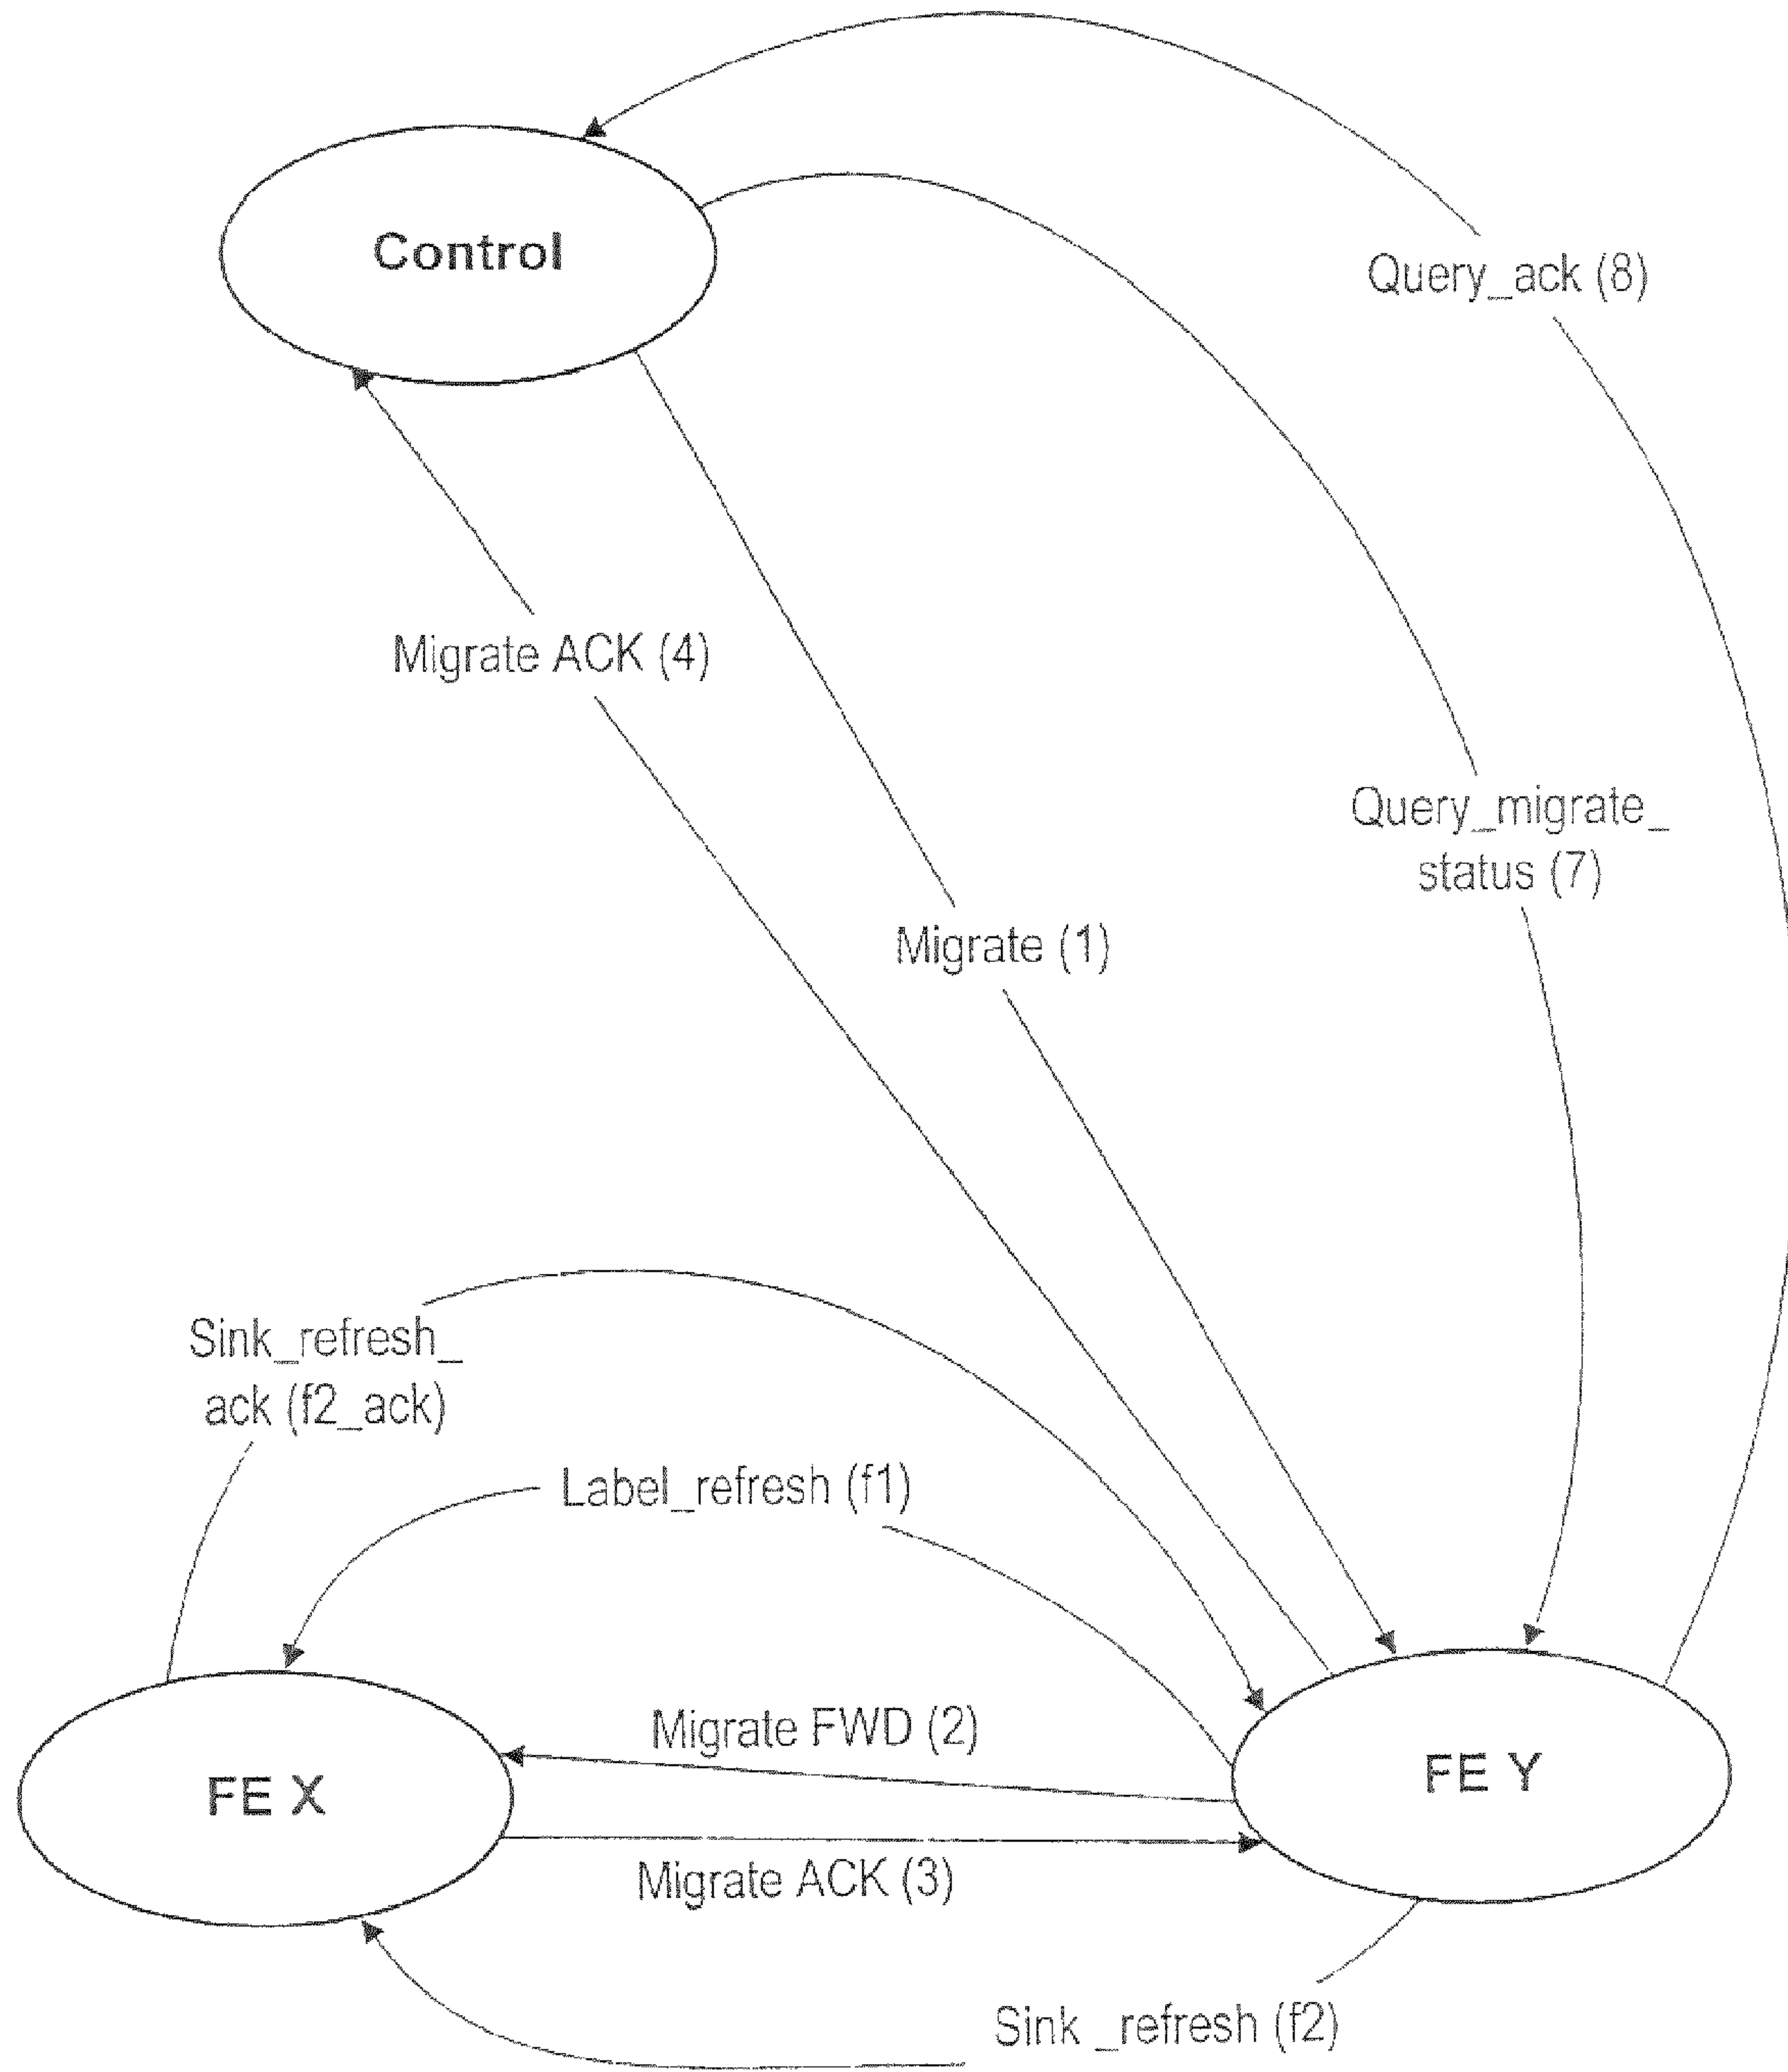 Control
Query_ack (8)
Migrate ACK (4)
Query_migrate_
status (7)
Migrate (1)
Sink_refresh_
ack (f2_ack)
Label_refresh (f1)
Migrate FWD (2)
FE X
FE Y
Migrate ACK (3)
Sink _refresh (f2)